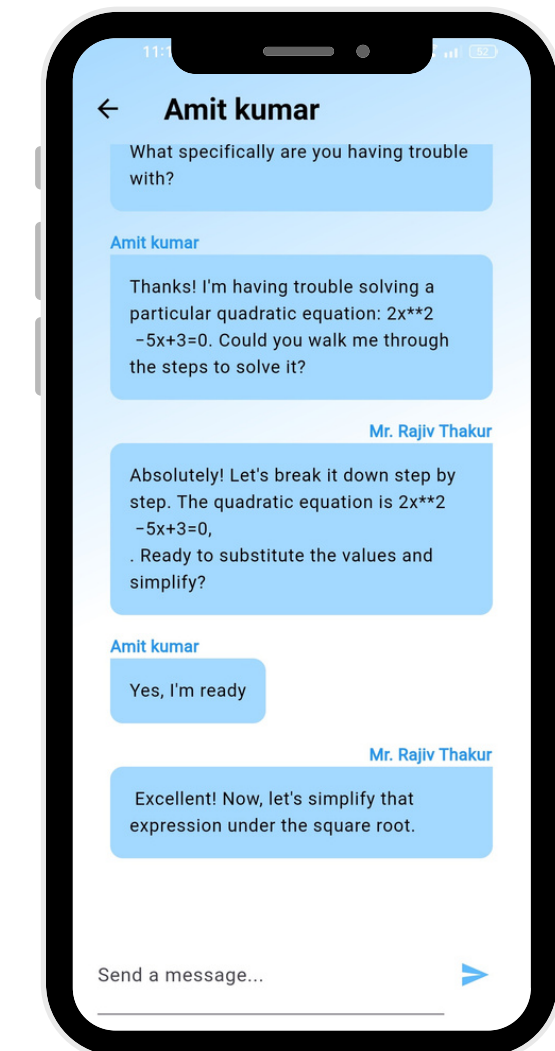 11:
52
Amit kumar
What specifically are you having trouble
with?
Amit kumar
Thanks! I'm having trouble solving a
particular quadratic equation: 2x**2
−5x+3=0. Could you walk me through
the steps to solve it?
Mr. Rajiv Thakur
Absolutely! Let's break it down step by
step. The quadratic equation is 2x**2
−5x+3=0,
. Ready to substitute the values and
simplify?
Amit kumar
Yes, I'm ready
Mr. Rajiv Thakur
Excellent! Now, let's simplify that
expression under the square root.
Send a message...